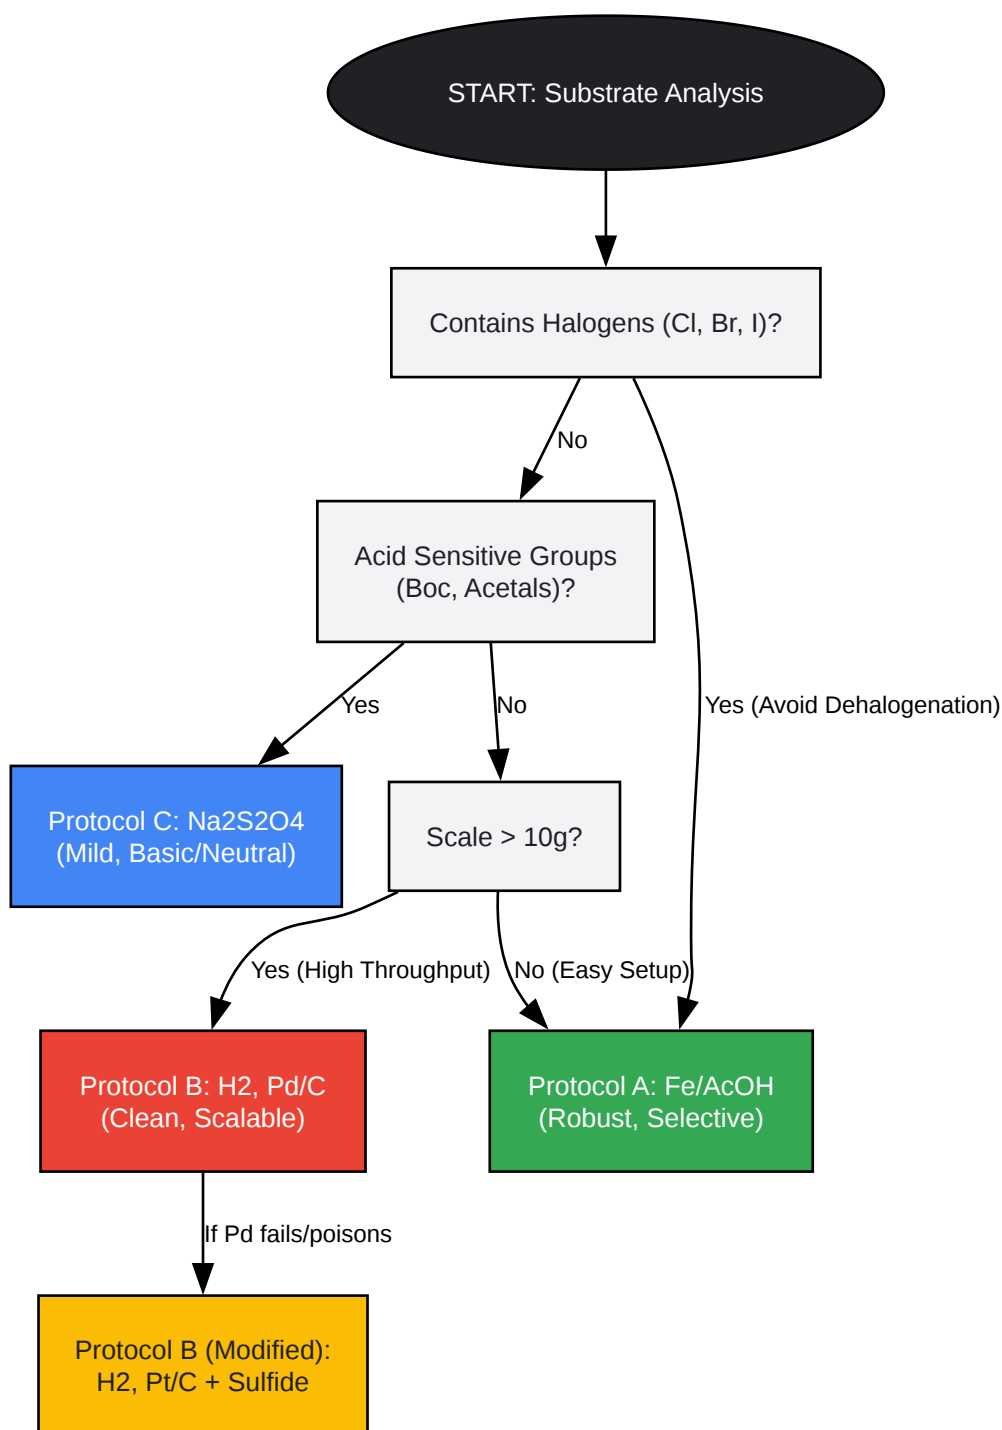 START: Substrate Analysis
Contains Halogens (Cl, Br, I)?
No
Acid Sensitive Groups
(Boc, Acetals)?
Yes
No
Yes (Avoid Dehalogenation)
Protocol C: Na2S2O4
(Mild, Basic/Neutral)
Scale > 10g?
Yes (High Throughput)
No (Easy Setup)
Protocol B: H2, Pd/C
(Clean, Scalable)
Protocol A: Fe/AcOH
(Robust, Selective)
If Pd fails/poisons
Protocol B (Modified):
H2, Pt/C + Sulfide